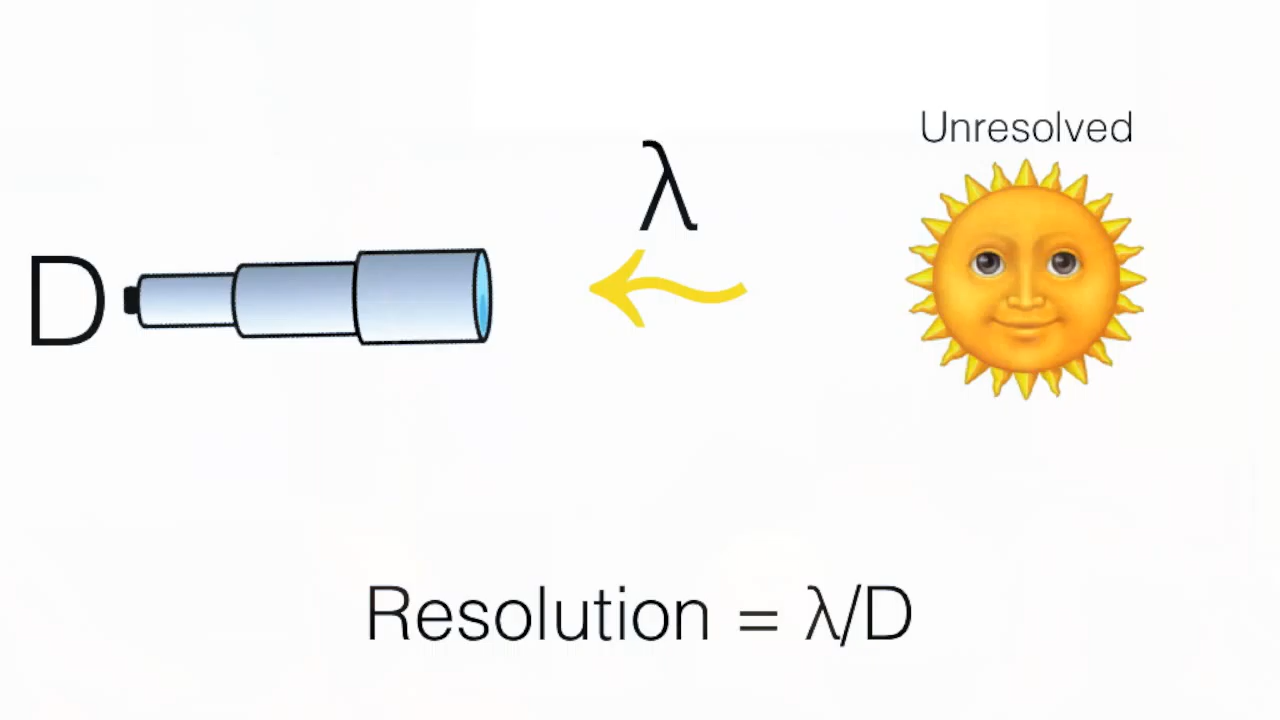 Unresolved
λ
D
Resolution = λ/D